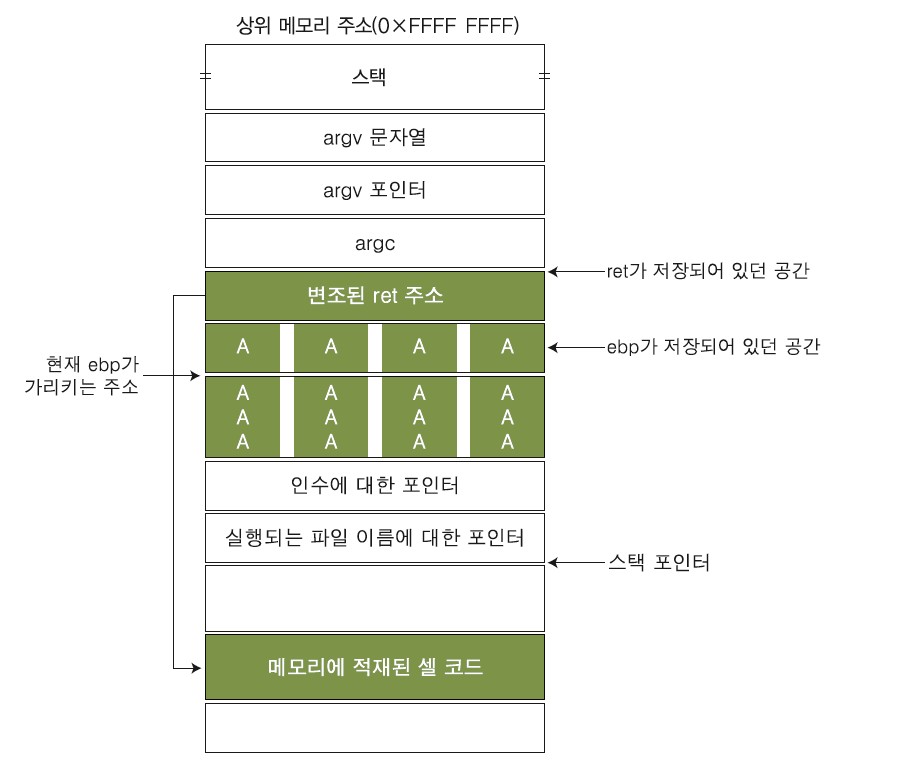 상위 메모리 주소(0×FFFF FFFF)
스택
argv 문자열
argv 포인터
argc
ret가 저장되어 있던 공간
변조된 ret 주소
A A A A
ebp가 저장되어 있던 공간
현재 ebp가
가리키는 주소
A A A A
A A A A
A A A A
인수에 대한 포인터
실행되는 파일 이름에 대한 포인터
스택 포인터
메모리에 적재된 셸 코드